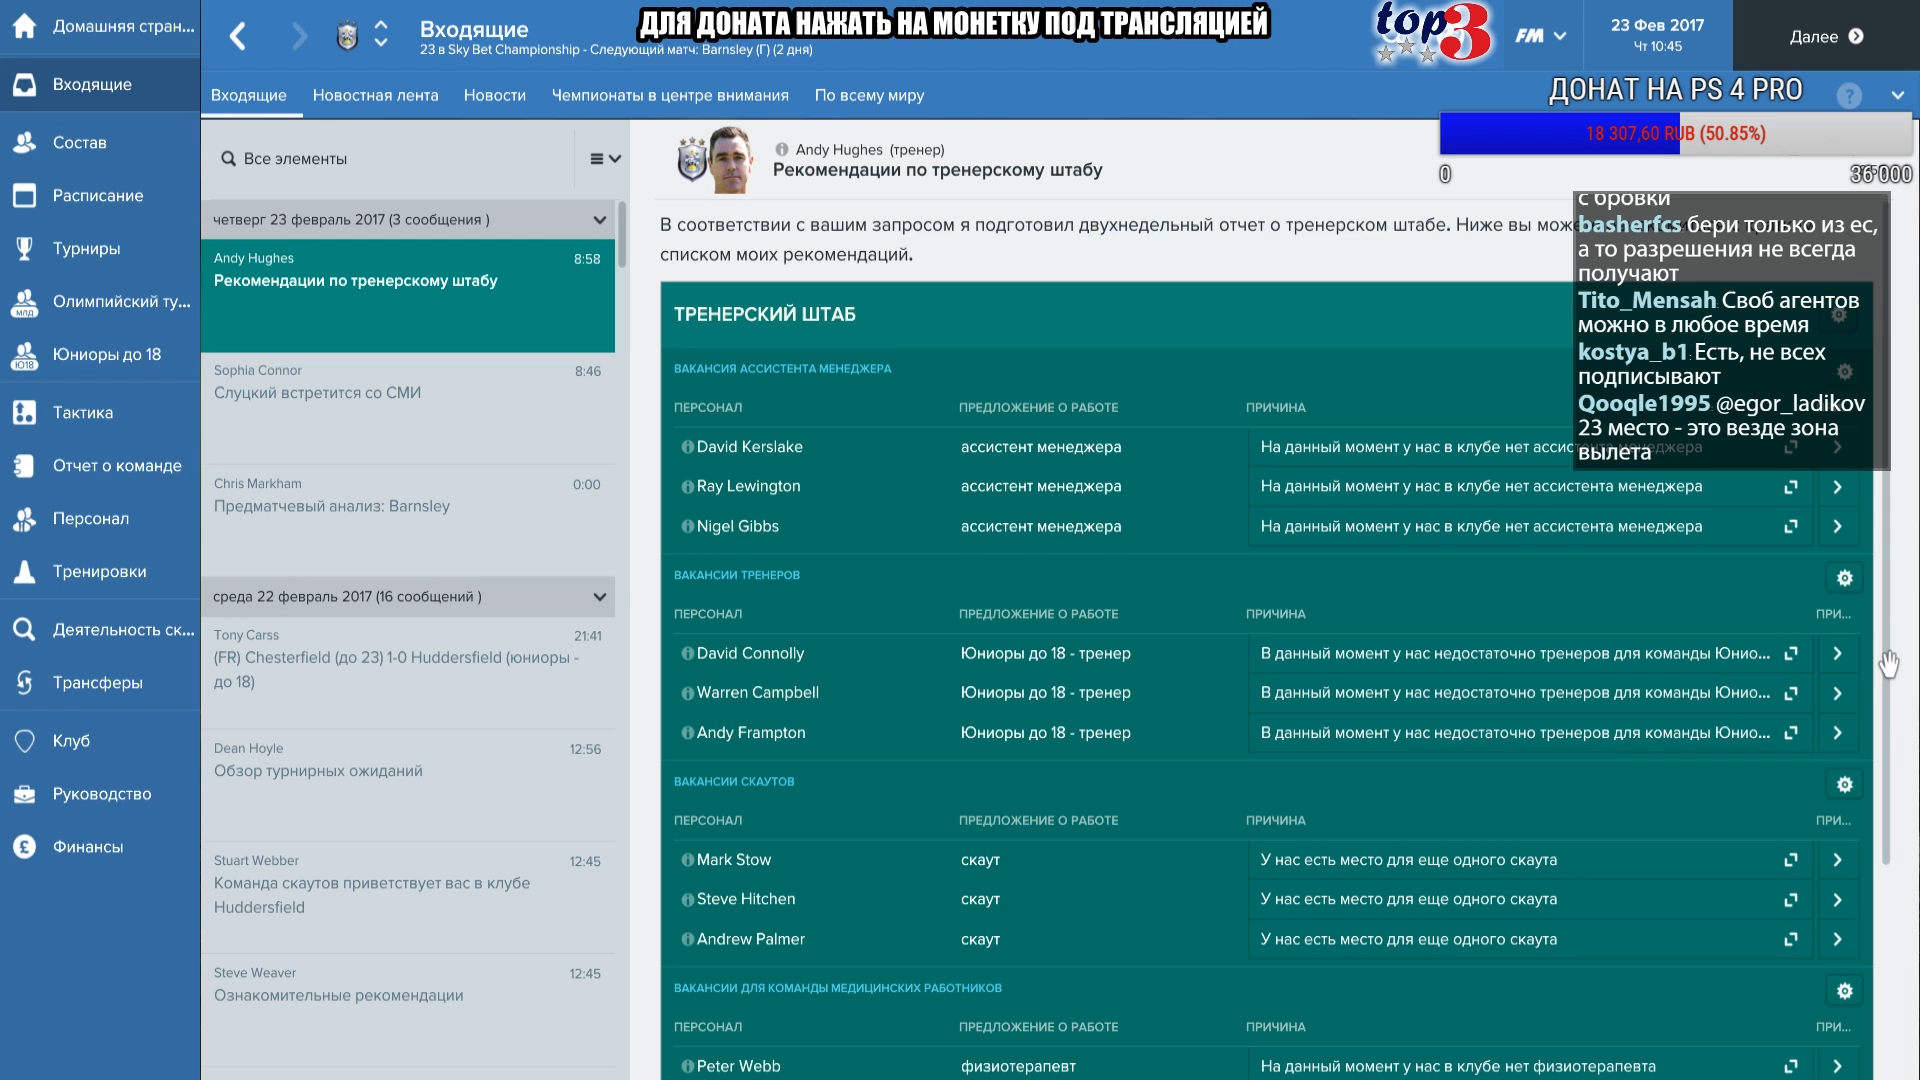 Домашняя стран...
Входящие
Состав
Расписание
Турниры
Олимпийский ту...
Юниоры до 18
Тактика
Отчет о команде
Персонал
Тренировки
Деятельность ск...
Трансферы
Клуб
Руководство
Финансы
Входящие
23 в Sky Bet Championship - Следующий матч: Barnsley (Г) (2 дня)
ДЛЯ ДОНАТА НАЖАТЬ НА МОНЕТКУ ПОД ТРАНСЛЯЦИЕЙ
top3
FM
23 Фев 2017
Чт 10:45
Далее
Входящие Новостная лента Новости Чемпионаты в центре внимания По всему миру
ДОНАТ НА PS 4 PRO
18 307,60 RUB (50.85%)
0 36'000
с бровки
basherfcs бери только из ес,
а то разрешения не всегда
получают
Tito_Mensah Своб агентов
можно в любое время
kostya_b1: Есть, не всех
подписывают
Qooqle1995 @egor_ladikov
23 место - это везде зона
вылета
Все элементы
четверг 23 февраль 2017 (3 сообщения )
Andy Hughes 8:58
Рекомендации по тренерскому штабу
Sophia Connor 8:46
Слуцкий встретится со СМИ
Chris Markham 0:00
Предматчевый анализ: Barnsley
среда 22 февраль 2017 (16 сообщений )
Tony Carss 21:41
(FR) Chesterfield (до 23) 1-0 Huddersfield (юниоры -
до 18)
Dean Hoyle 12:56
Обзор турнирных ожиданий
Stuart Webber 12:45
Команда скаутов приветствует вас в клубе
Huddersfield
Steve Weaver 12:45
Ознакомительные рекомендации
Andy Hughes (тренер)
Рекомендации по тренерскому штабу
В соответствии с вашим запросом я подготовил двухнедельный отчет о тренерском штабе. Ниже вы може
списком моих рекомендаций.
ТРЕНЕРСКИЙ ШТАБ
ВАКАНСИЯ АССИСТЕНТА МЕНЕДЖЕРА
ПЕРСОНАЛ ПРЕДЛОЖЕНИЕ О РАБОТЕ ПРИЧИНА
David Kerslake ассистент менеджера На данный момент у нас в клубе нет ассистента менеджера
Ray Lewington ассистент менеджера На данный момент у нас в клубе нет ассистента менеджера
Nigel Gibbs ассистент менеджера На данный момент у нас в клубе нет ассистента менеджера
ВАКАНСИИ ТРЕНЕРОВ
ПЕРСОНАЛ ПРЕДЛОЖЕНИЕ О РАБОТЕ ПРИЧИНА ПРИ...
David Connolly Юниоры до 18 - тренер В данный момент у нас недостаточно тренеров для команды Юнио...
Warren Campbell Юниоры до 18 - тренер В данный момент у нас недостаточно тренеров для команды Юнио...
Andy Frampton Юниоры до 18 - тренер В данный момент у нас недостаточно тренеров для команды Юнио...
ВАКАНСИИ СКАУТОВ
ПЕРСОНАЛ ПРЕДЛОЖЕНИЕ О РАБОТЕ ПРИЧИНА ПРИ...
Mark Stow скаут У нас есть место для еще одного скаута
Steve Hitchen скаут У нас есть место для еще одного скаута
Andrew Palmer скаут У нас есть место для еще одного скаута
ВАКАНСИИ ДЛЯ КОМАНДЫ МЕДИЦИНСКИХ РАБОТНИКОВ
ПЕРСОНАЛ ПРЕДЛОЖЕНИЕ О РАБОТЕ ПРИЧИНА ПРИ...
Peter Webb физиотерапевт На данный момент у нас в клубе нет физиотерапевта